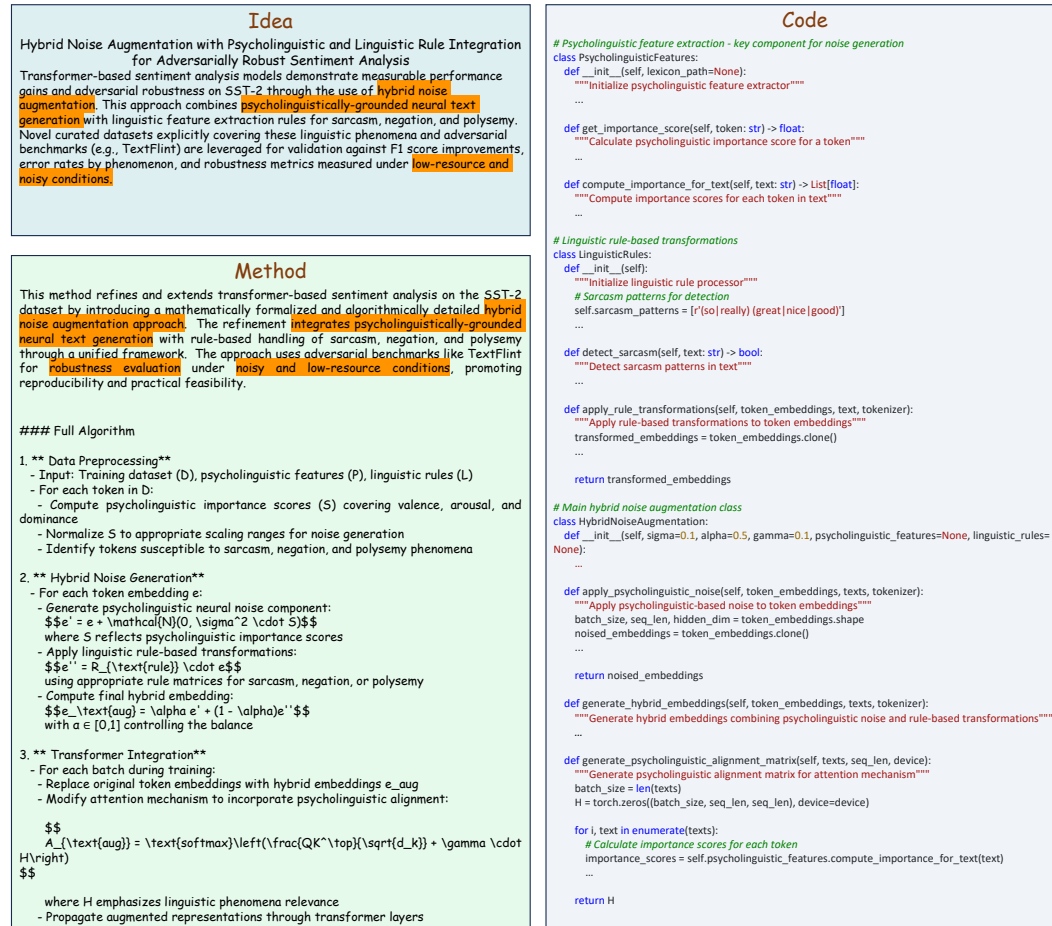 Idea
Hybrid Noise Augmentation with Psycholinguistic and Linguistic Rule Integration
for Adversarially Robust Sentiment Analysis
Transformer-based sentiment analysis models demonstrate measurable performance
gains and adversarial robustness on SST-2 through the use of hybrid noise
augmentation. This approach combines psycholinguistically-grounded neural text
generation with linguistic feature extraction rules for sarcasm, negation, and polysemy.
Novel curated datasets explicitly covering these linguistic phenomena and adversarial
benchmarks (e.g., TextFlint) are leveraged for validation against F1 score improvements,
error rates by phenomenon, and robustness metrics measured under low-resource and
noisy conditions.
Method
This method refines and extends transformer-based sentiment analysis on the SST-2
dataset by introducing a mathematically formalized and algorithmically detailed hybrid
noise augmentation approach. The refinement integrates psycholinguistically-grounded
neural text generation with rule-based handling of sarcasm, negation, and polysemy
through a unified framework. The approach uses adversarial benchmarks like TextFlint
for robustness evaluation under noisy and low-resource conditions, promoting
reproducibility and practical feasibility.
### Full Algorithm
1. ** Data Preprocessing**
- Input: Training dataset (D), psycholinguistic features (P), linguistic rules (L)
- For each token in D:
- Compute psycholinguistic importance scores (S) covering valence, arousal, and
dominance
- Normalize S to appropriate scaling ranges for noise generation
- Identify tokens susceptible to sarcasm, negation, and polysemy phenomena
2. ** Hybrid Noise Generation**
- For each token embedding e:
- Generate psycholinguistic neural noise component:
$$e' = e + \mathcal{N}(0, \sigma^2 \cdot S)$$
where S reflects psycholinguistic importance scores
- Apply linguistic rule-based transformations:
$$e'' = R_{\text{rule}} \cdot e$$
using appropriate rule matrices for sarcasm, negation, or polysemy
- Compute final hybrid embedding:
$$e_\text{aug} = \alpha e' + (1 - \alpha)e''$$
with α ∈ [0,1] controlling the balance
3. ** Transformer Integration**
- For each batch during training:
- Replace original token embeddings with hybrid embeddings e_aug
- Modify attention mechanism to incorporate psycholinguistic alignment:
$$
A_{\text{aug}} = \text{softmax}\left(\frac{QK^\top}{\sqrt{d_k}} + \gamma \cdot
H\right)
$$
where H emphasizes linguistic phenomena relevance
- Propagate augmented representations through transformer layers
Code
# Psycholinguistic feature extraction - key component for noise generation
class PsycholinguisticFeatures:
def __init__(self, lexicon_path=None):
"""Initialize psycholinguistic feature extractor"""
...
def get_importance_score(self, token: str) -> float:
"""Calculate psycholinguistic importance score for a token"""
...
def compute_importance_for_text(self, text: str) -> List[float]:
"""Compute importance scores for each token in text"""
...
# Linguistic rule-based transformations
class LinguisticRules:
def __init__(self):
"""Initialize linguistic rule processor"""
# Sarcasm patterns for detection
self.sarcasm_patterns = [r'(so|really) (great|nice|good)']
...
def detect_sarcasm(self, text: str) -> bool:
"""Detect sarcasm patterns in text"""
...
def apply_rule_transformations(self, token_embeddings, text, tokenizer):
"""Apply rule-based transformations to token embeddings"""
transformed_embeddings = token_embeddings.clone()
...
return transformed_embeddings
# Main hybrid noise augmentation class
class HybridNoiseAugmentation:
def __init__(self, sigma=0.1, alpha=0.5, gamma=0.1, psycholinguistic_features=None, linguistic_rules=
None):
...
def apply_psycholinguistic_noise(self, token_embeddings, texts, tokenizer):
"""Apply psycholinguistic-based noise to token embeddings"""
batch_size, seq_len, hidden_dim = token_embeddings.shape
noised_embeddings = token_embeddings.clone()
...
return noised_embeddings
def generate_hybrid_embeddings(self, token_embeddings, texts, tokenizer):
"""Generate hybrid embeddings combining psycholinguistic noise and rule-based transformations"""
...
def generate_psycholinguistic_alignment_matrix(self, texts, seq_len, device):
"""Generate psycholinguistic alignment matrix for attention mechanism"""
batch_size = len(texts)
H = torch.zeros((batch_size, seq_len, seq_len), device=device)
for i, text in enumerate(texts):
# Calculate importance scores for each token
importance_scores = self.psycholinguistic_features.compute_importance_for_text(text)
...
return H